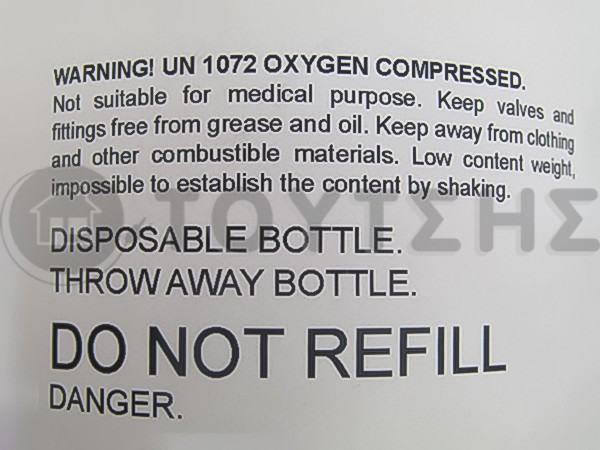 WARNING! UN 1072 OXYGEN COMPRESSED.
Not suitable for medical purpose. Keep valves and
fittings free from grease and oil. Keep away from clothing
and other combustible materials. Low content weight,
impossible to establish the content by shaking.
ΤΟΥΤΣΗΣ
DISPOSABLE BOTTLE.
THROW AWAY BOTTLE.
DO NOT REFILL
DANGER.